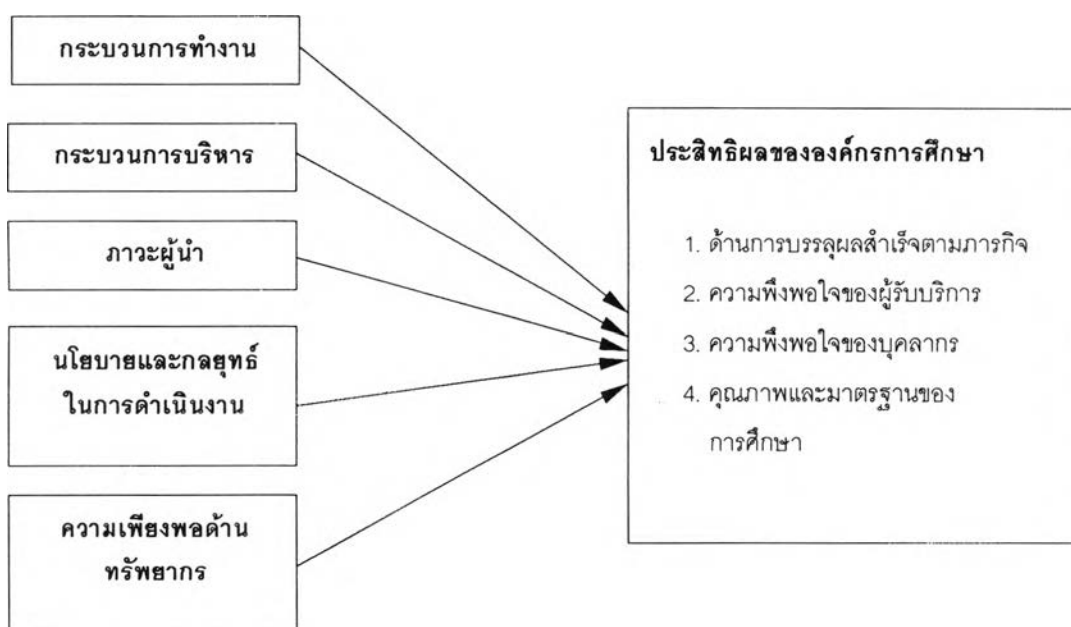 กระบวนการทำงาน
กระบวนการบริหาร
ภาวะผู้นำ
นโยบายและกลยุทธ์
ในการดำเนินงาน
ความเพียงพอด้าน
ทรัพยากร
ประสิทธิผลขององค์กรการศึกษา
1. ด้านการบรรลุผลสำเร็จตามภารกิจ
2. ความพึงพอใจของผู้รับบริการ
3. ความพึงพอใจของบุคลากร
4. คุณภาพและมาตรฐานของ
การศึกษา